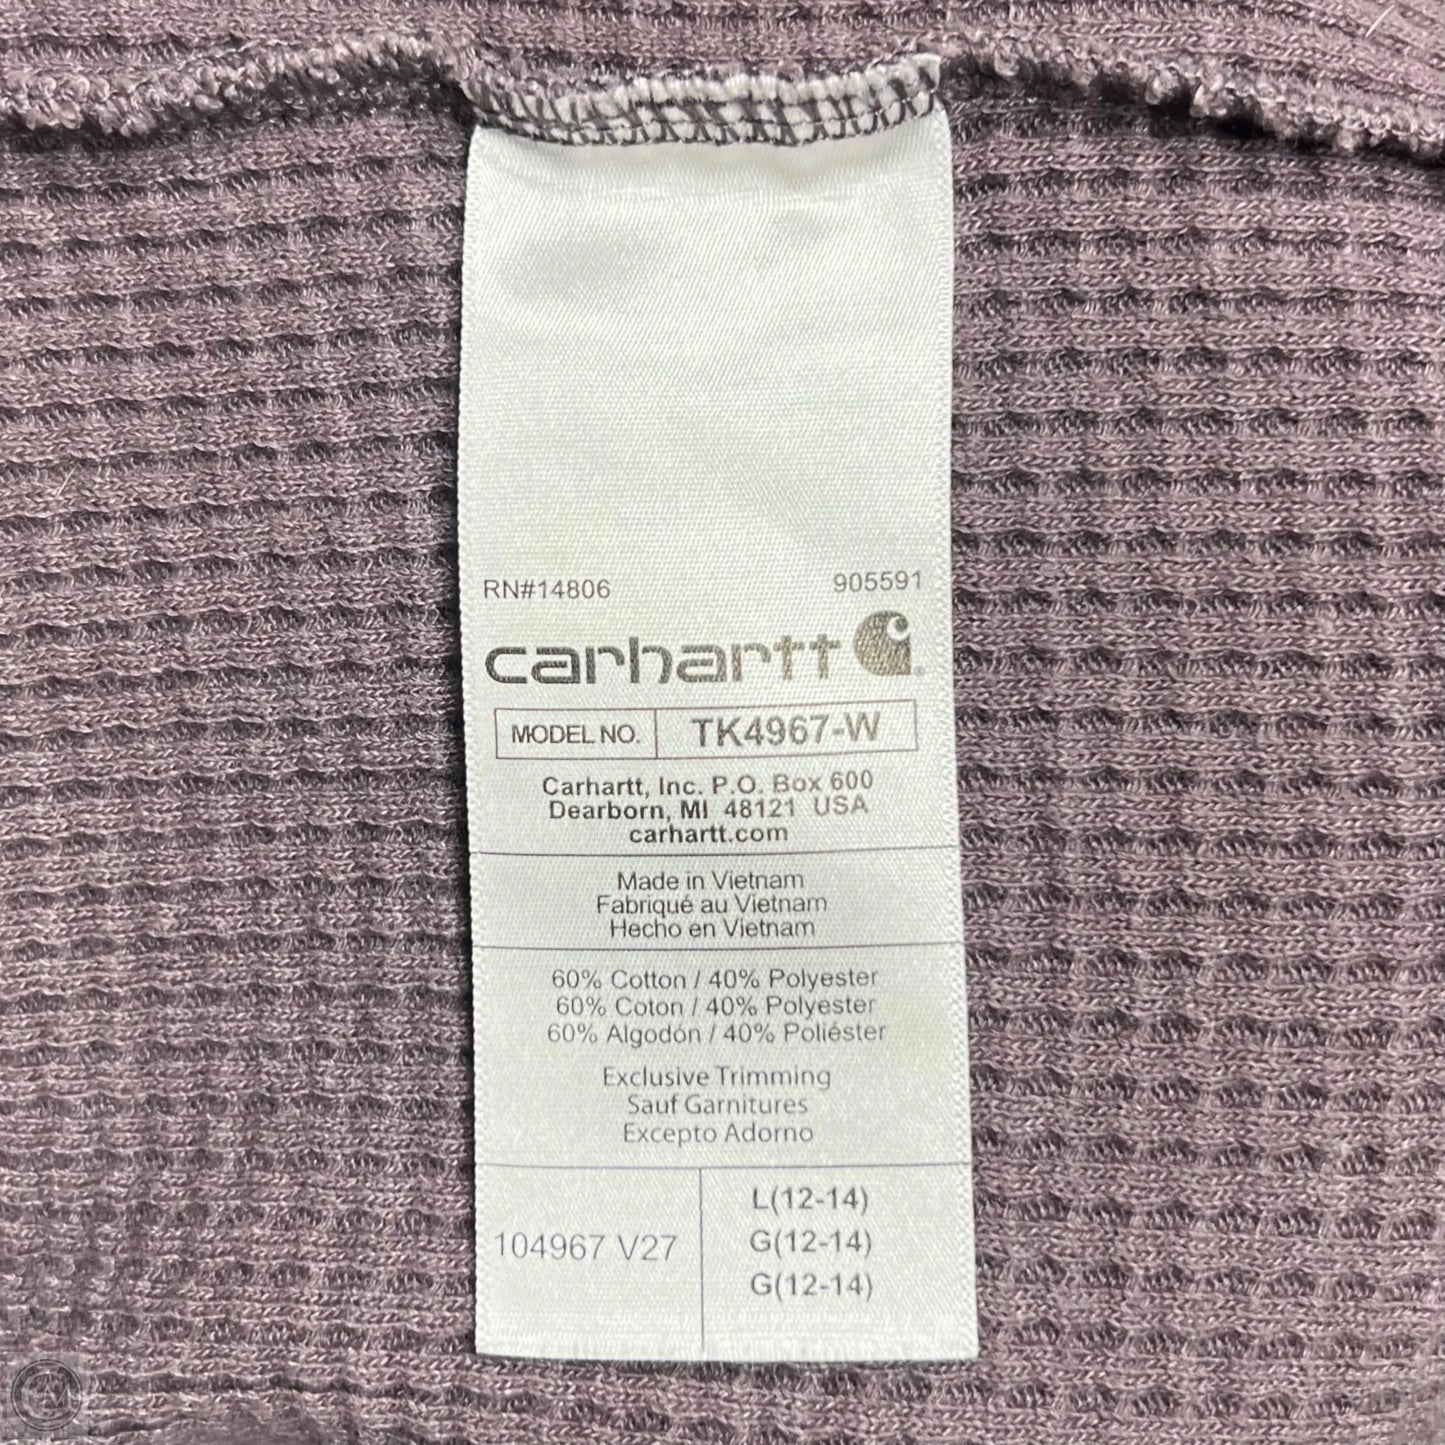 RN#14806 905591
carhartt
MODEL NO. TK4967-W
Carhartt, Inc. P.O. Box 600
Dearborn, MI 48121 USA
carhartt.com
Made in Vietnam
Fabriqué au Vietnam
Hecho en Vietnam
60% Cotton / 40% Polyester
60% Coton / 40% Polyester
60% Algodón / 40% Poliéster
Exclusive Trimming
Sauf Garnitures
Excepto Adorno
104967 V27
L(12-14)
G(12-14)
G(12-14)